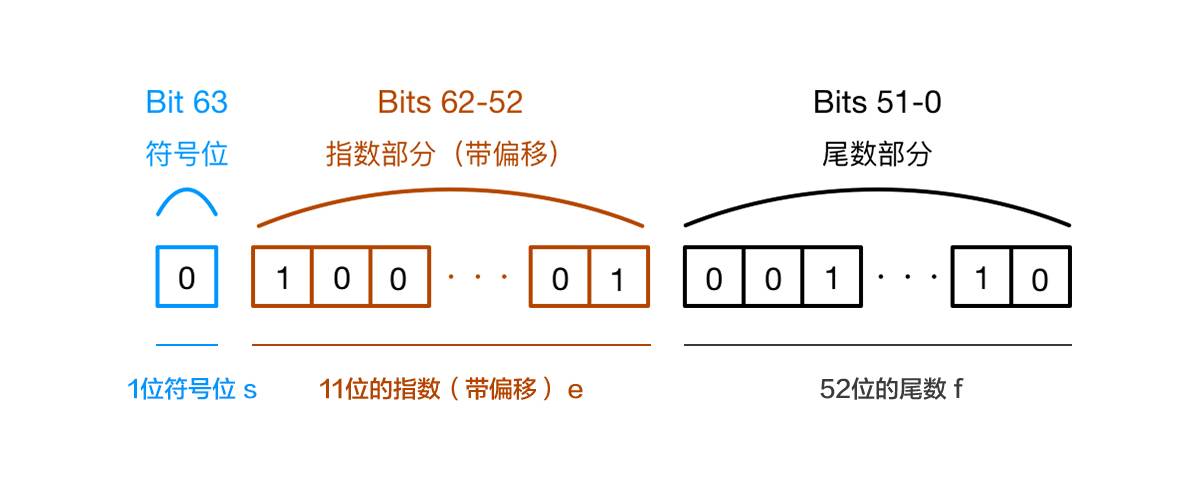 Bit 63 Bits 62-52 Bits 51-0
符号位 指数部分（带偏移） 尾数部分
0 1 0 0 · · · 0 1 0 0 1 · · · 1 0
1位符号位 s 11位的指数（带偏移）e 52位的尾数 f